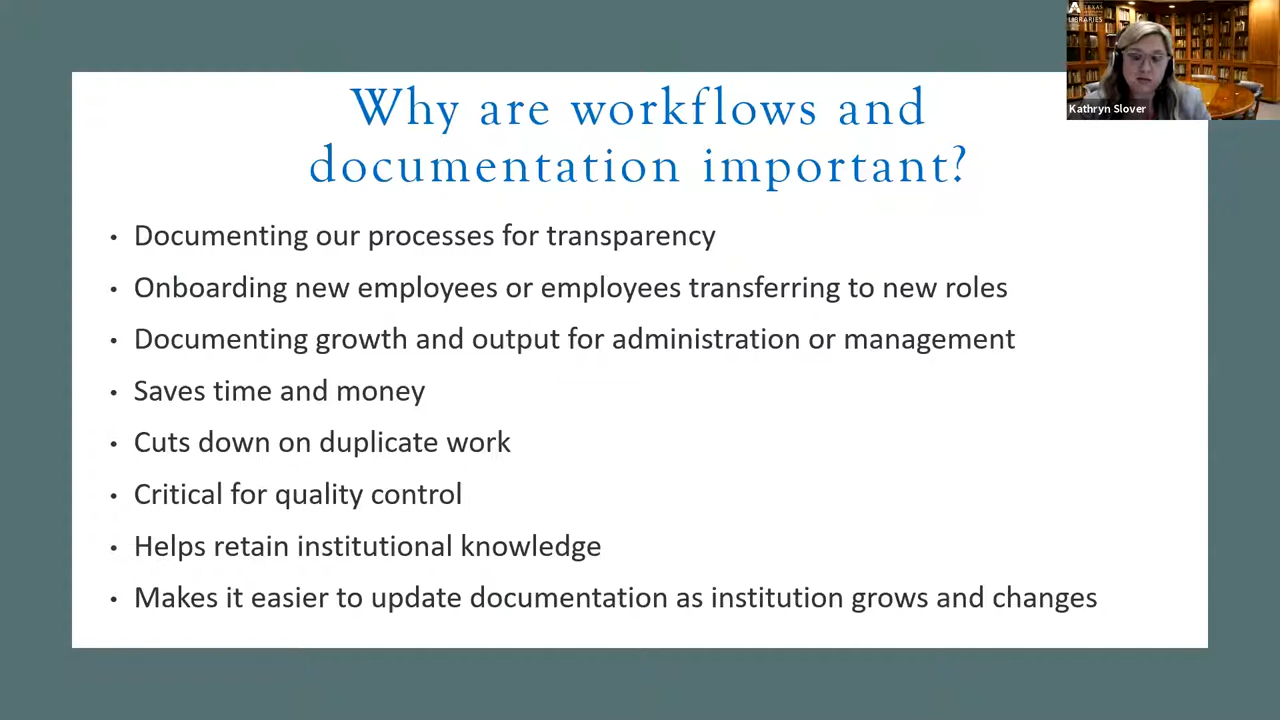 Why are workflows and
documentation important?
• Documenting our processes for transparency
• Onboarding new employees or employees transferring to new roles
• Documenting growth and output for administration or management
• Saves time and money
• Cuts down on duplicate work
• Critical for quality control
• Helps retain institutional knowledge
• Makes it easier to update documentation as institution grows and changes
LIBRARIES
Kathryn Slover